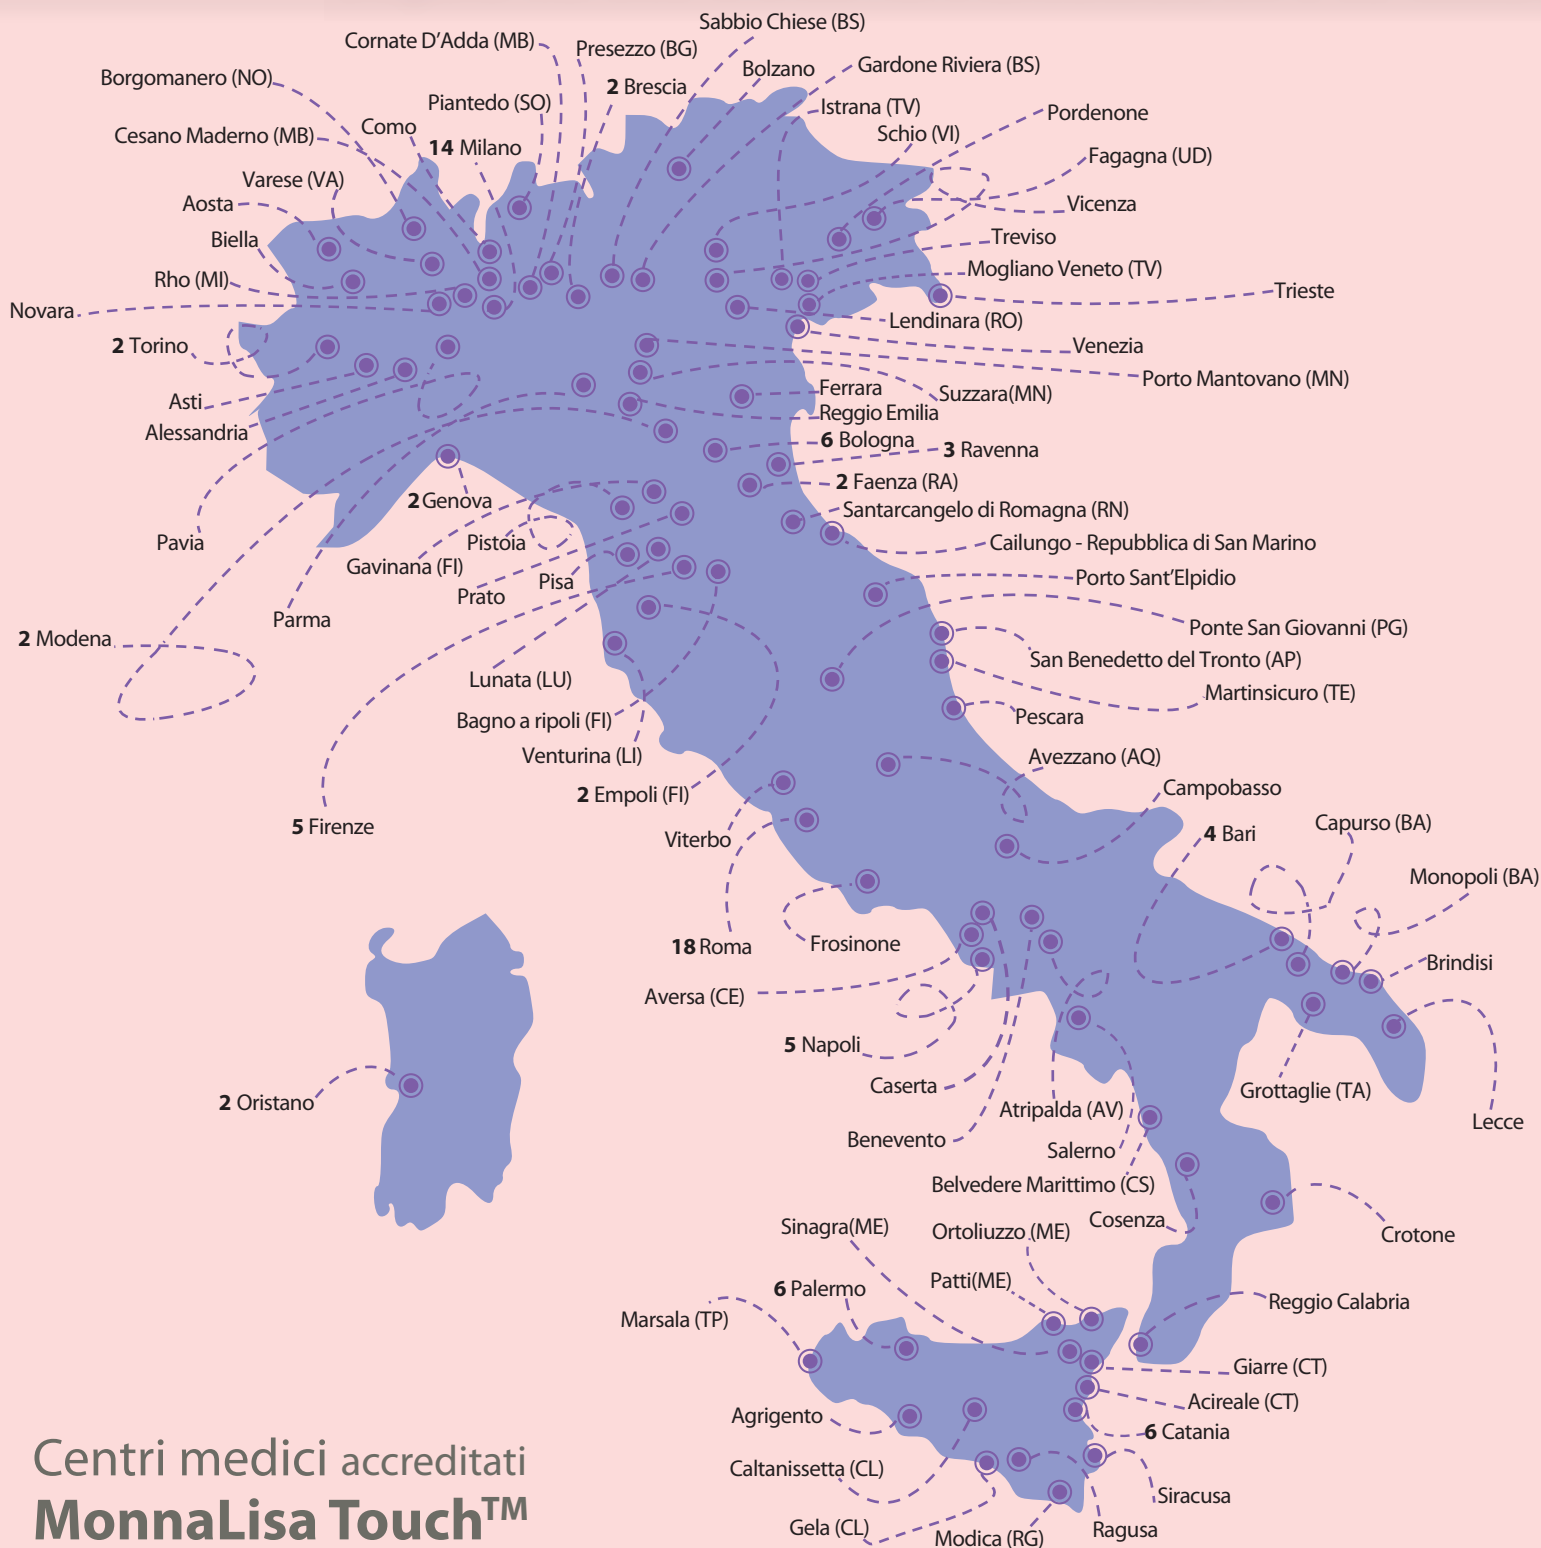 Sabbio Chiese (BS)
Cornate D'Adda (MB)
Presezzo (BG)
Gardone Riviera (BS)
Bolzano
Borgomanero (NO)
2 Brescia
Piantedo (SO)
Istrana (TV)
Pordenone
Como
Schio (VI)
Cesano Maderno (MB)
14 Milano
Fagagna (UD)
Varese (VA)
Aosta
Vicenza
Biella
Treviso
Mogliano Veneto (TV)
Rho (MI)
Trieste
Novara
Lendinara (RO)
2 Torino
Venezia
Porto Mantovano (MN)
Ferrara
Suzzara(MN)
Asti
Reggio Emilia
Alessandria
6 Bologna
3 Ravenna
2 Faenza (RA)
2 Genova
Santarcangelo di Romagna (RN)
Pavia
Pistoia
Cailungo - Repubblica di San Marino
Gavinana (FI)
Pisa
Porto Sant'Elpidio
Prato
Parma
Ponte San Giovanni (PG)
2 Modena
San Benedetto del Tronto (AP)
Lunata (LU)
Martinsicuro (TE)
Bagno a ripoli (FI)
Pescara
Venturina (LI)
Avezzano (AQ)
Campobasso
2 Empoli (FI)
5 Firenze
Capurso (BA)
4 Bari
Viterbo
Monopoli (BA)
18 Roma
Frosinone
Brindisi
Aversa (CE)
5 Napoli
Caserta
Grottaglie (TA)
2 Oristano
Atripalda (AV)
Lecce
Benevento
Salerno
Belvedere Marittimo (CS)
Cosenza
Sinagra(ME)
Ortoliuzzo (ME)
Crotone
Patti(ME)
6 Palermo
Reggio Calabria
Marsala (TP)
Giarre (CT)
Acireale (CT)
Agrigento
6 Catania
Caltanissetta (CL)
Siracusa
Gela (CL)
Modica (RG)
Ragusa
Centri medici accreditati
MonnaLisa Touch™